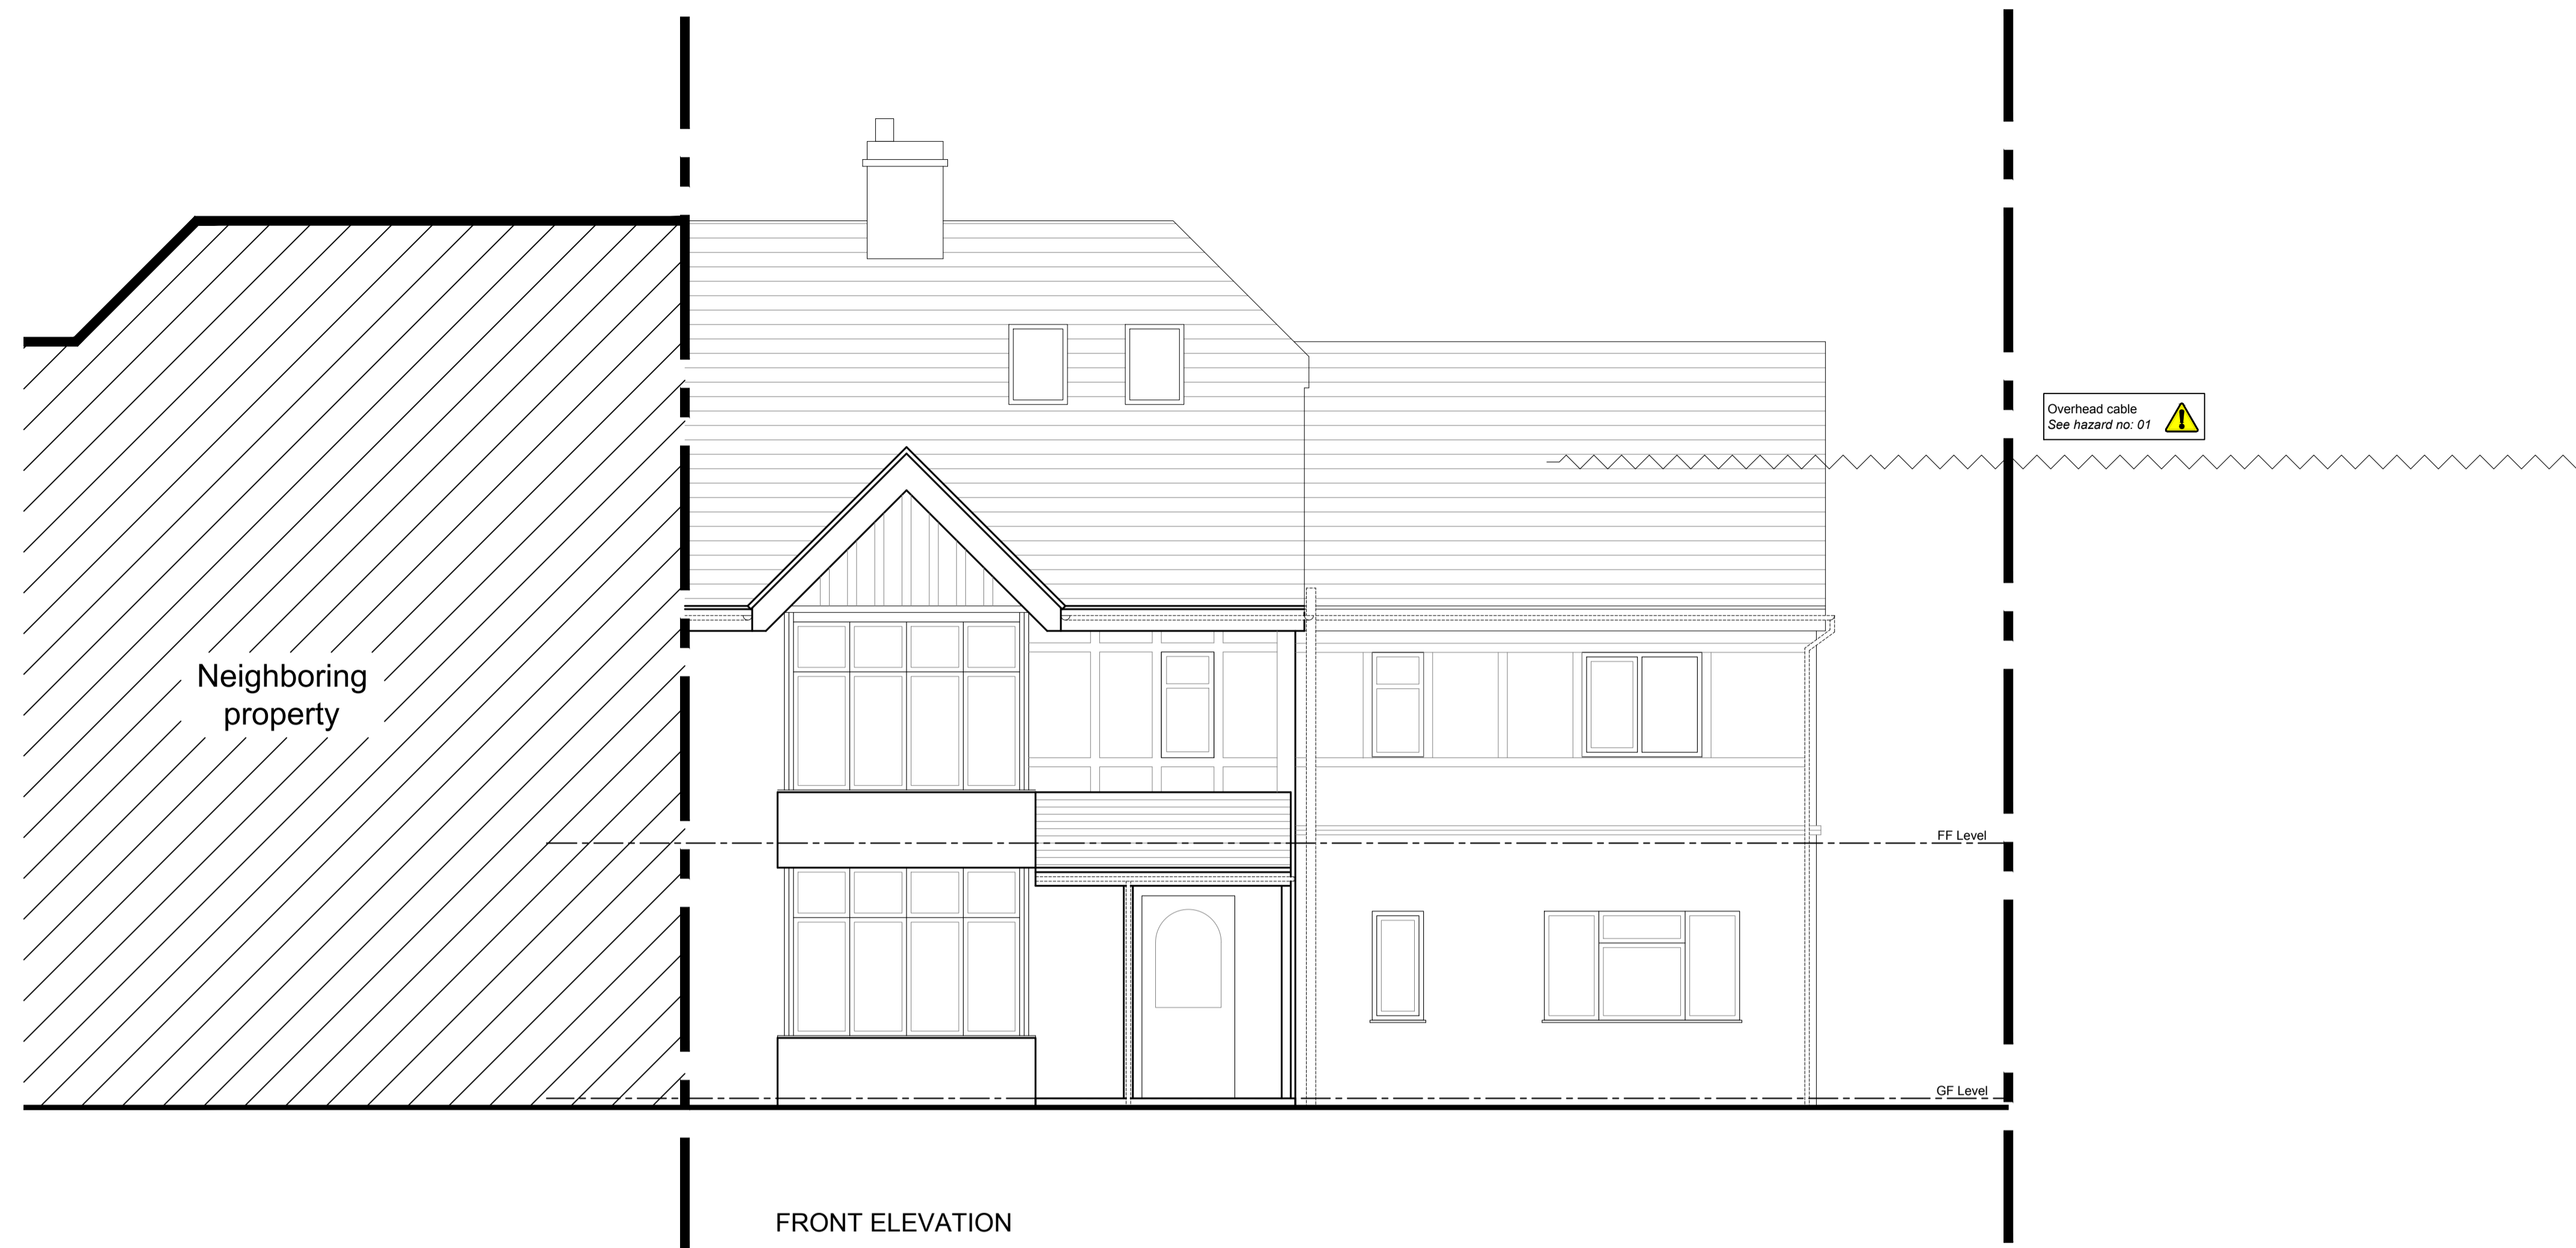 Overhead cable
See hazard no: 01
Neighboring
property
FF Level
GF Level
FRONT ELEVATION